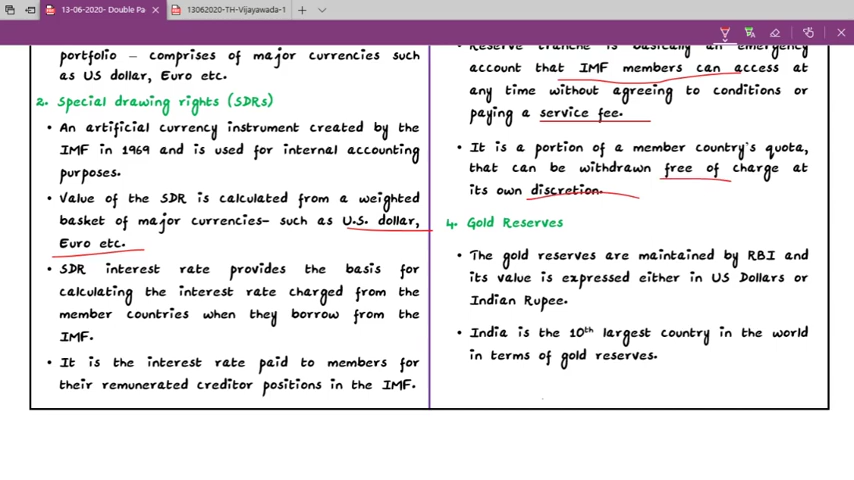 13-06-2020- Double Pa
13062020-TH-Vijayawada-1
portfolio – comprises of major currencies such
as US dollar, Euro etc.
2. Special drawing rights (SDRs)
• An artificial currency instrument created by the
IMF in 1969 and is used for internal accounting
purposes.
• Value of the SDR is calculated from a weighted
basket of major currencies- such as U.S. dollar,
Euro etc.
• SDR interest rate provides the basis for
calculating the interest rate charged from the
member countries when they borrow from the
IMF.
• It is the interest rate paid to members for
their remunerated creditor positions in the IMF.
• Reserve tranche is basically an emergency
account that IMF members can access at
any time without agreeing to conditions or
paying a service fee.
• It is a portion of a member country's quota,
that can be withdrawn free of charge at
its own discretion.
4. Gold Reserves
• The gold reserves are maintained by RBI and
its value is expressed either in US Dollars or
Indian Rupee.
• India is the 10th largest country in the world
in terms of gold reserves.